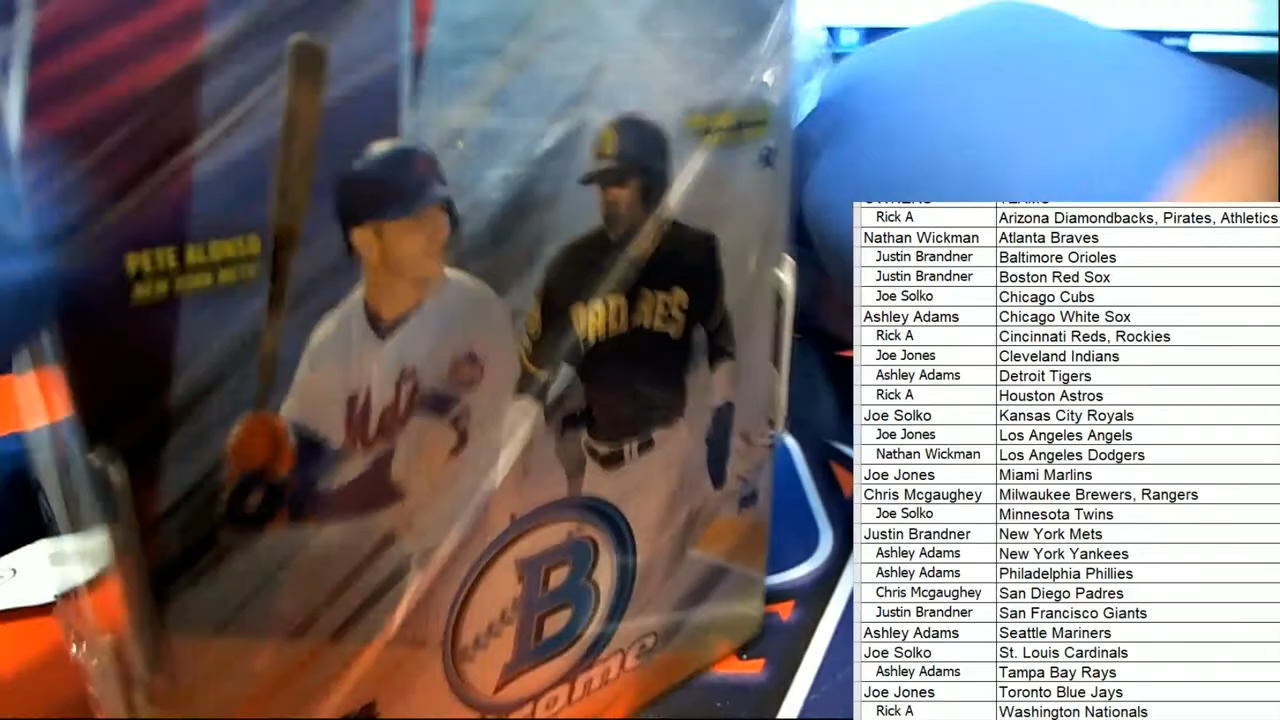 PETE ALONSO
NEW YORK METS
PADRES
Mets
B
chrome
OWNERS TEAMS
Rick A Arizona Diamondbacks, Pirates, Athletics
Nathan Wickman Atlanta Braves
Justin Brandner Baltimore Orioles
Justin Brandner Boston Red Sox
Joe Solko Chicago Cubs
Ashley Adams Chicago White Sox
Rick A Cincinnati Reds, Rockies
Joe Jones Cleveland Indians
Ashley Adams Detroit Tigers
Rick A Houston Astros
Joe Solko Kansas City Royals
Joe Jones Los Angeles Angels
Nathan Wickman Los Angeles Dodgers
Joe Jones Miami Marlins
Chris Mcgaughey Milwaukee Brewers, Rangers
Joe Solko Minnesota Twins
Justin Brandner New York Mets
Ashley Adams New York Yankees
Ashley Adams Philadelphia Phillies
Chris Mcgaughey San Diego Padres
Justin Brandner San Francisco Giants
Ashley Adams Seattle Mariners
Joe Solko St. Louis Cardinals
Ashley Adams Tampa Bay Rays
Joe Jones Toronto Blue Jays
Rick A Washington Nationals